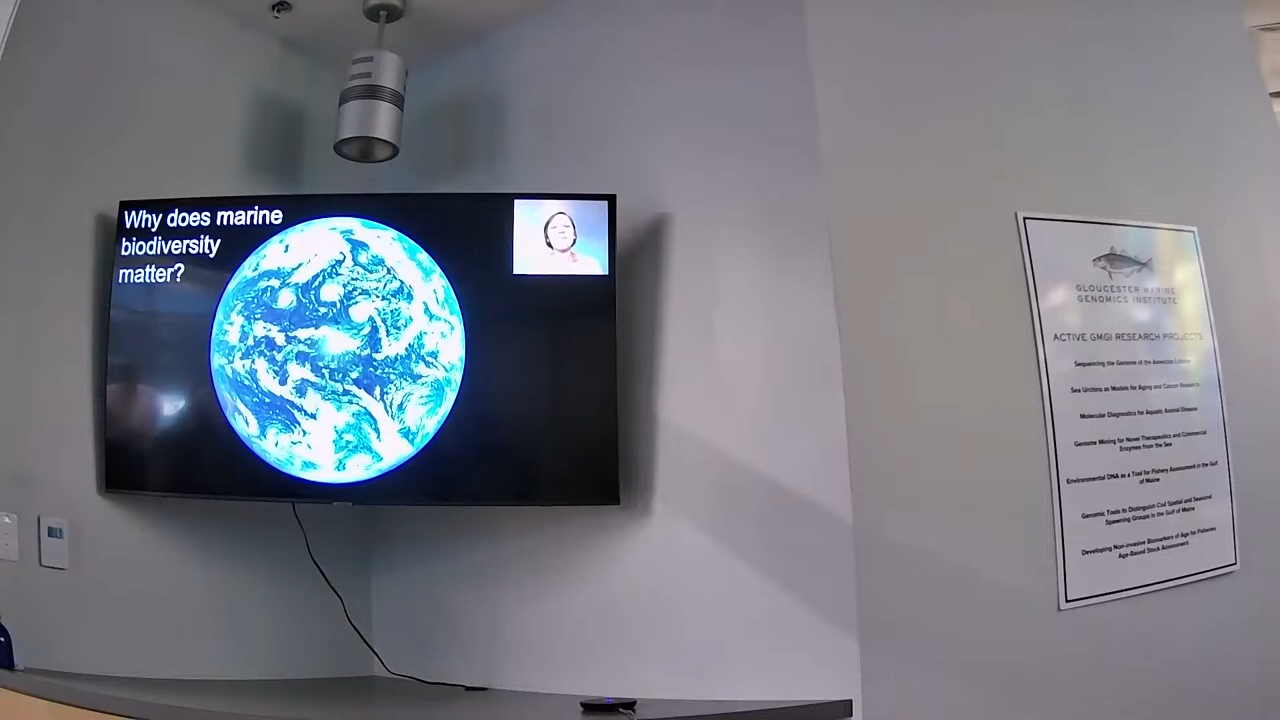 Why does marine
biodiversity
matter?
GLOUCESTER MARINE
GENOMICS INSTITUTE
ACTIVE GMGI RESEARCH PROJECTS
Sequencing the Genome of the American Lobster
Sea Urchins as Models for Aging and Cancer Research
Molecular Diagnostics for Aquatic Animal Disease
Genome Mining for Novel Therapeutics and Commercial
Enzymes from the Sea
Environmental DNA as a Tool for Fishery Assessment in the Gulf
of Maine
Genomic Tools to Distinguish Cod Spatial and Seasonal
Spawning Groups in the Gulf of Maine
Developing Non-invasive Biomarkers of Age for Fisheries
Age-Based Stock Assessment